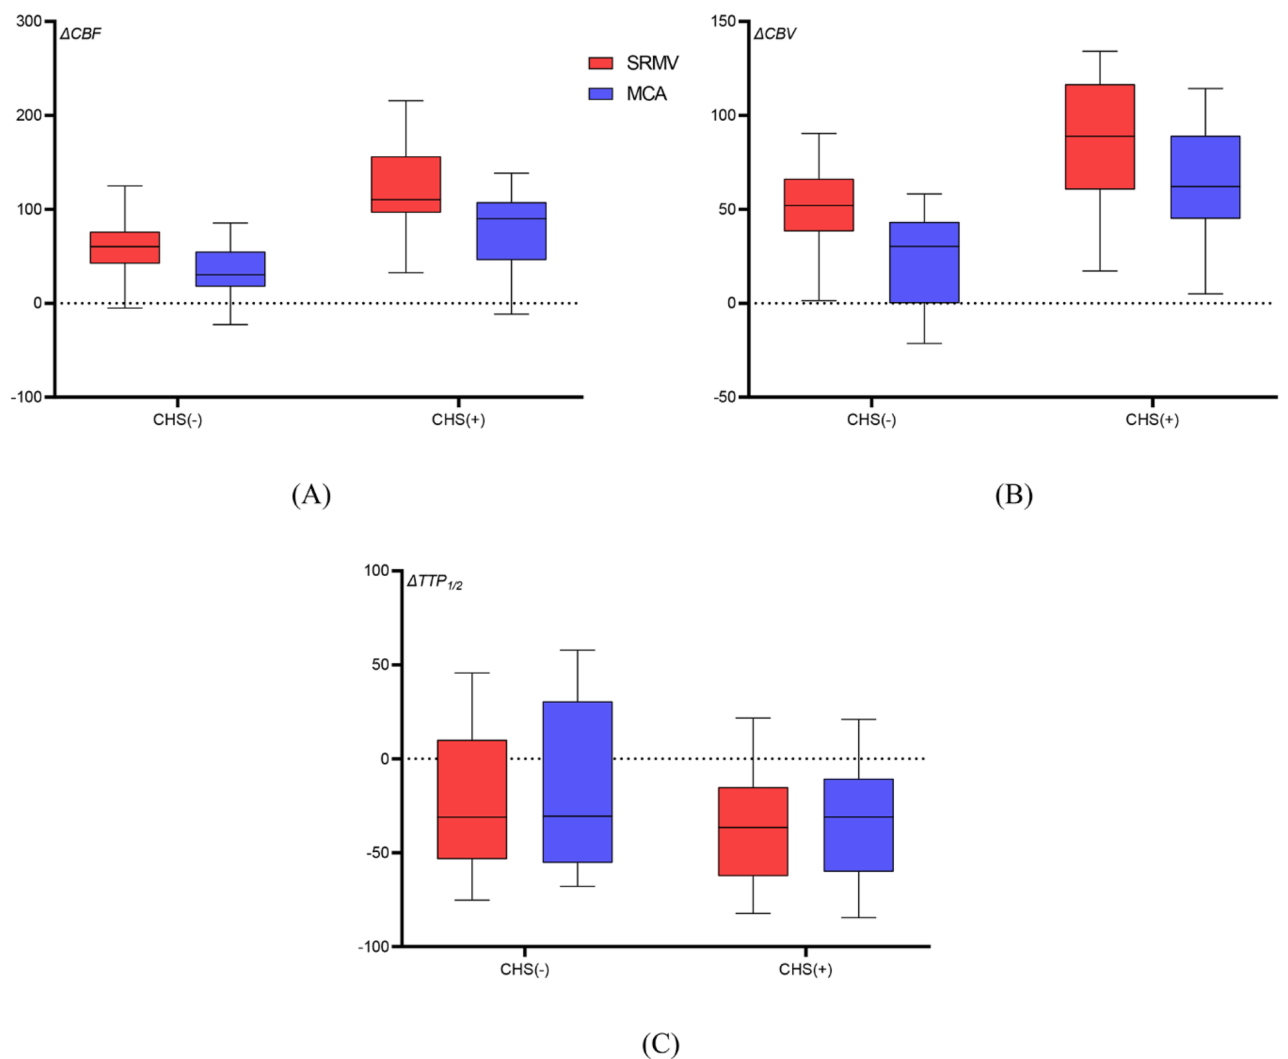 ΔCBF
300
200
100
0
-100
CHS(-)
CHS(+)
SRMV
MCA
(A)
ΔCBV
150
100
50
0
-50
CHS(-)
CHS(+)
(B)
ΔTTP1/2
100
50
0
-50
-100
CHS(-)
CHS(+)
(C)